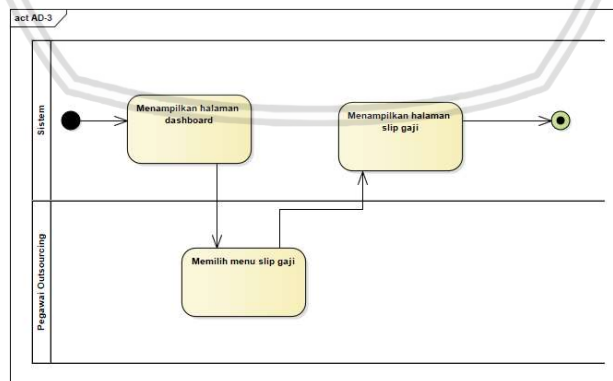 act AD-3
Sistem
Menampilkan halaman
dashboard
Menampilkan halaman
slip gaji
Pegawai Outsourcing
Memilih menu slip gaji